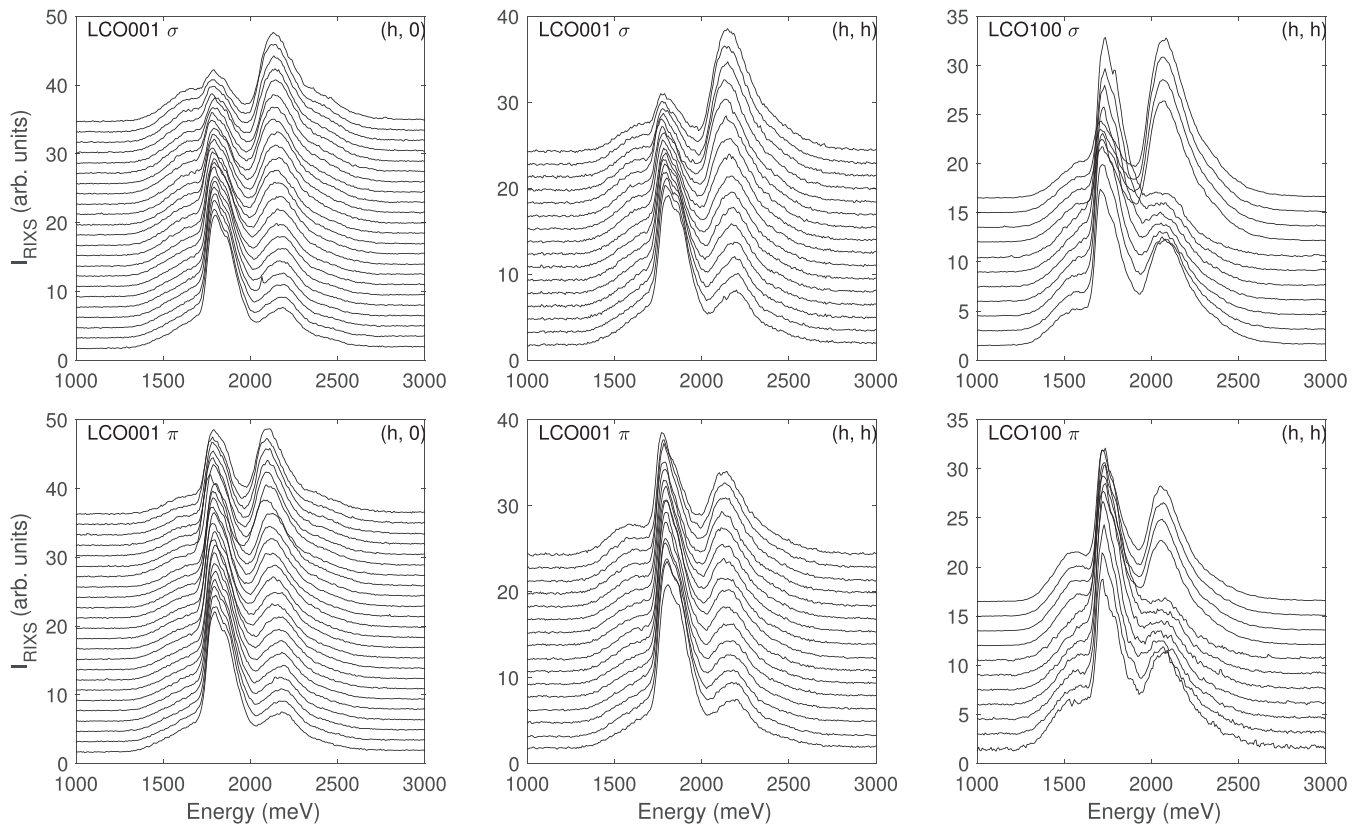 LCO001 σ (h, 0)
50
40
30
20
10
0
1000 1500 2000 2500 3000
I_RIXS (arb. units)
LCO001 σ (h, h)
40
30
20
10
0
1000 1500 2000 2500 3000
LCO100 σ (h, h)
35
30
25
20
15
10
5
0
1000 1500 2000 2500 3000
LCO001 π (h, 0)
50
40
30
20
10
0
1000 1500 2000 2500 3000
I_RIXS (arb. units)
Energy (meV)
LCO001 π (h, h)
40
30
20
10
0
1000 1500 2000 2500 3000
Energy (meV)
LCO100 π (h, h)
35
30
25
20
15
10
5
0
1000 1500 2000 2500 3000
Energy (meV)